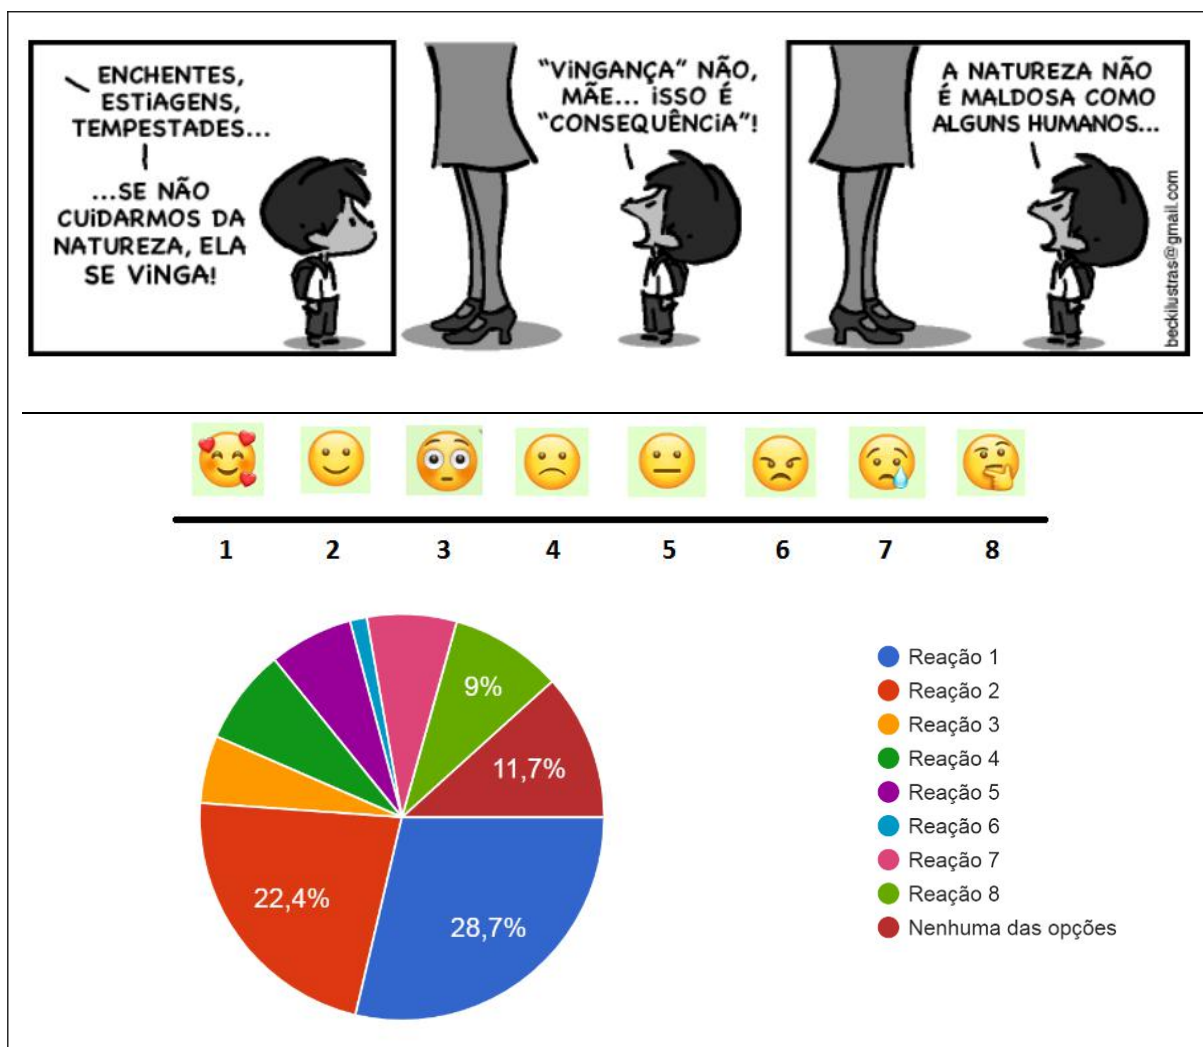 ENCHENTES,
ESTiAGENS,
TEMPESTADES...
...SE NÃO
CUiDARMOS DA
NATUREZA, ELA
SE ViNGA!
"ViNGANÇA" NÃO,
MÃE... iSSO É
"CONSEQUÊNCiA"!
A NATUREZA NÃO
É MALDOSA COMO
ALGUNS HUMANOS...
beckilustras@gmail.com
1 2 3 4 5 6 7 8
9%
11,7%
22,4%
28,7%
Reação 1
Reação 2
Reação 3
Reação 4
Reação 5
Reação 6
Reação 7
Reação 8
Nenhuma das opções